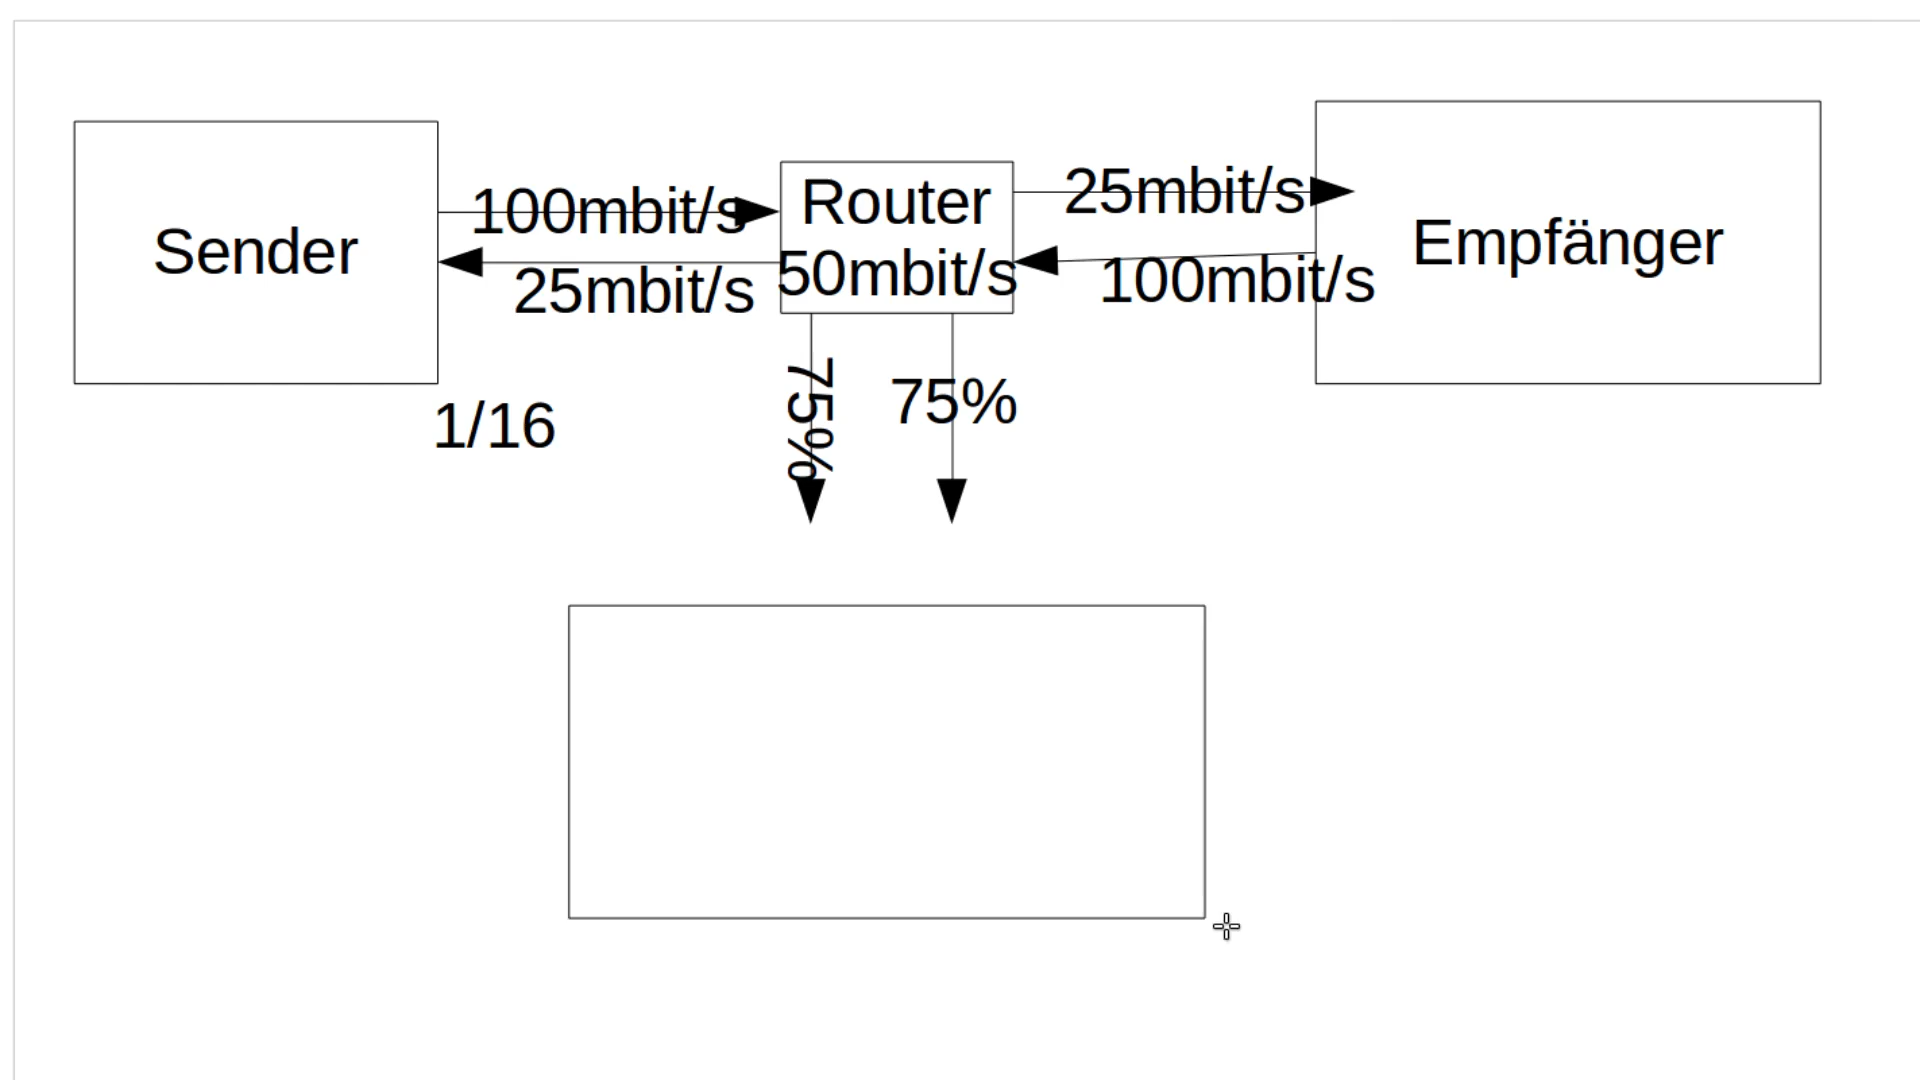 Sender
100mbit/s
25mbit/s
Router
50mbit/s
25mbit/s
100mbit/s
Empfänger
1/16
75%
75%